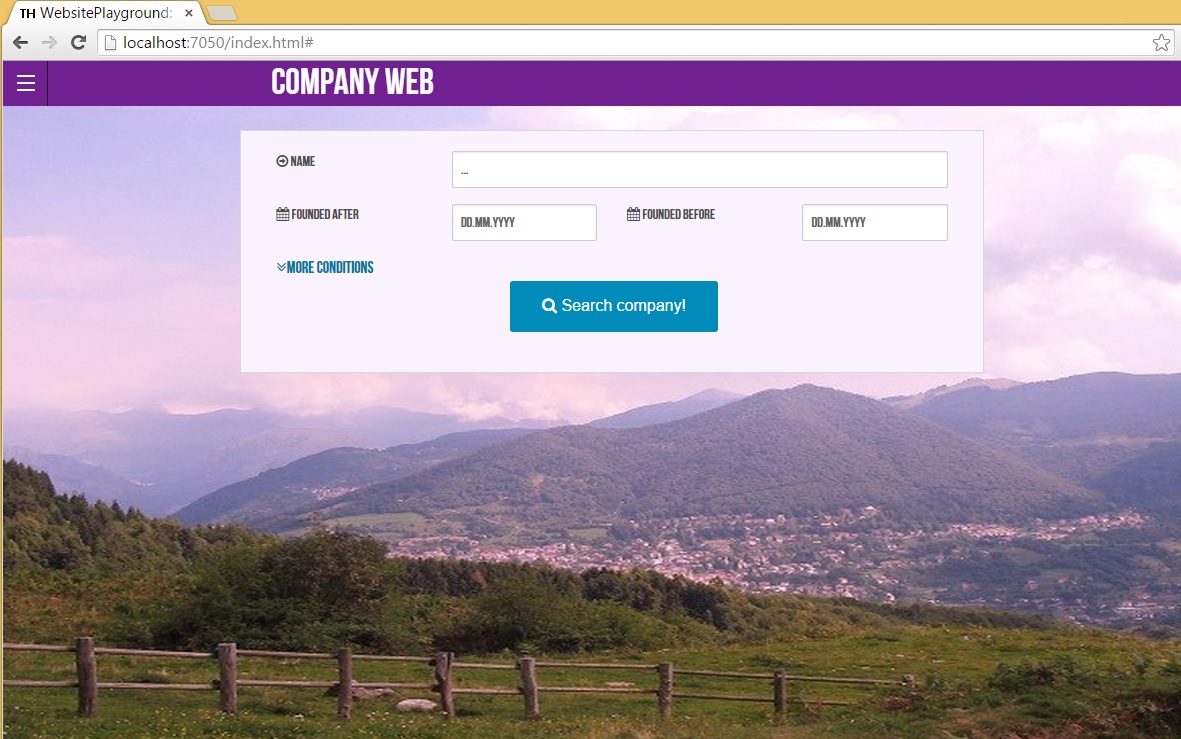 TH WebsitePlayground:
localhost:7050/index.html#
COMPANY WEB
NAME
...
FOUNDED AFTER DD.MM.YYYY FOUNDED BEFORE DD.MM.YYYY
MORE CONDITIONS
Search company!